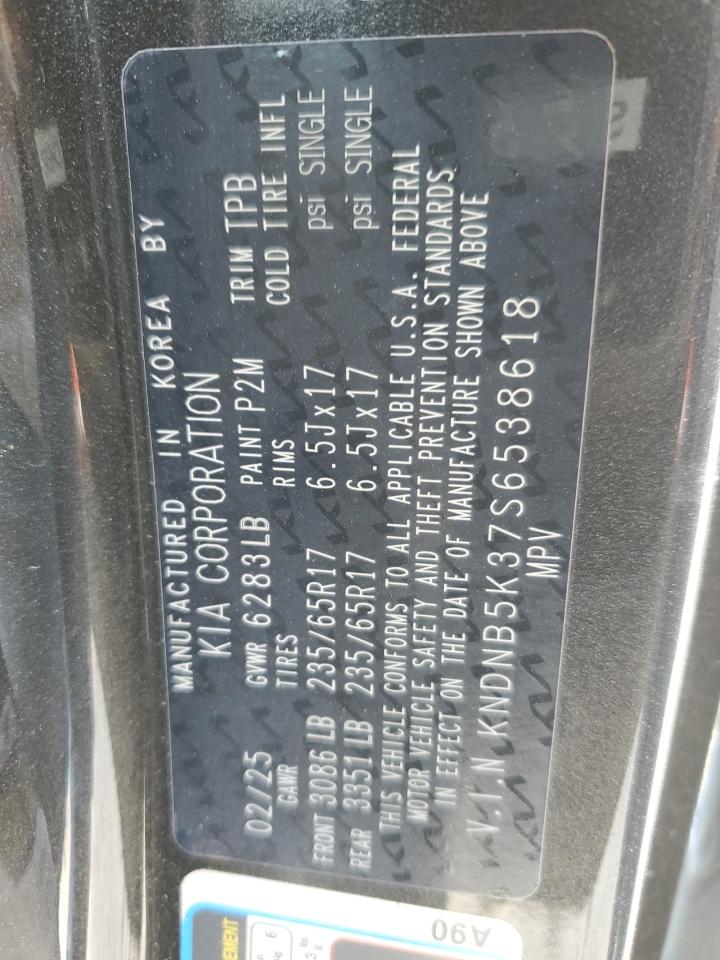 MANUFACTURED IN KOREA BY
KIA CORPORATION
02/25 GVWR 6283LB PAINT P2M TRIM TPB
GAWR TIRES RIMS COLD TIRE INFL
FRONT 3086LB 235/65R17 6.5Jx17 psi SINGLE
REAR 3351LB 235/65R17 6.5Jx17 psi SINGLE
THIS VEHICLE CONFORMS TO ALL APPLICABLE U.S.A. FEDERAL
MOTOR VEHICLE SAFETY AND THEFT PREVENTION STANDARDS
IN EFFECT ON THE DATE OF MANUFACTURE SHOWN ABOVE
V.I.N KNDNB5K37S6538618
MPV
A90